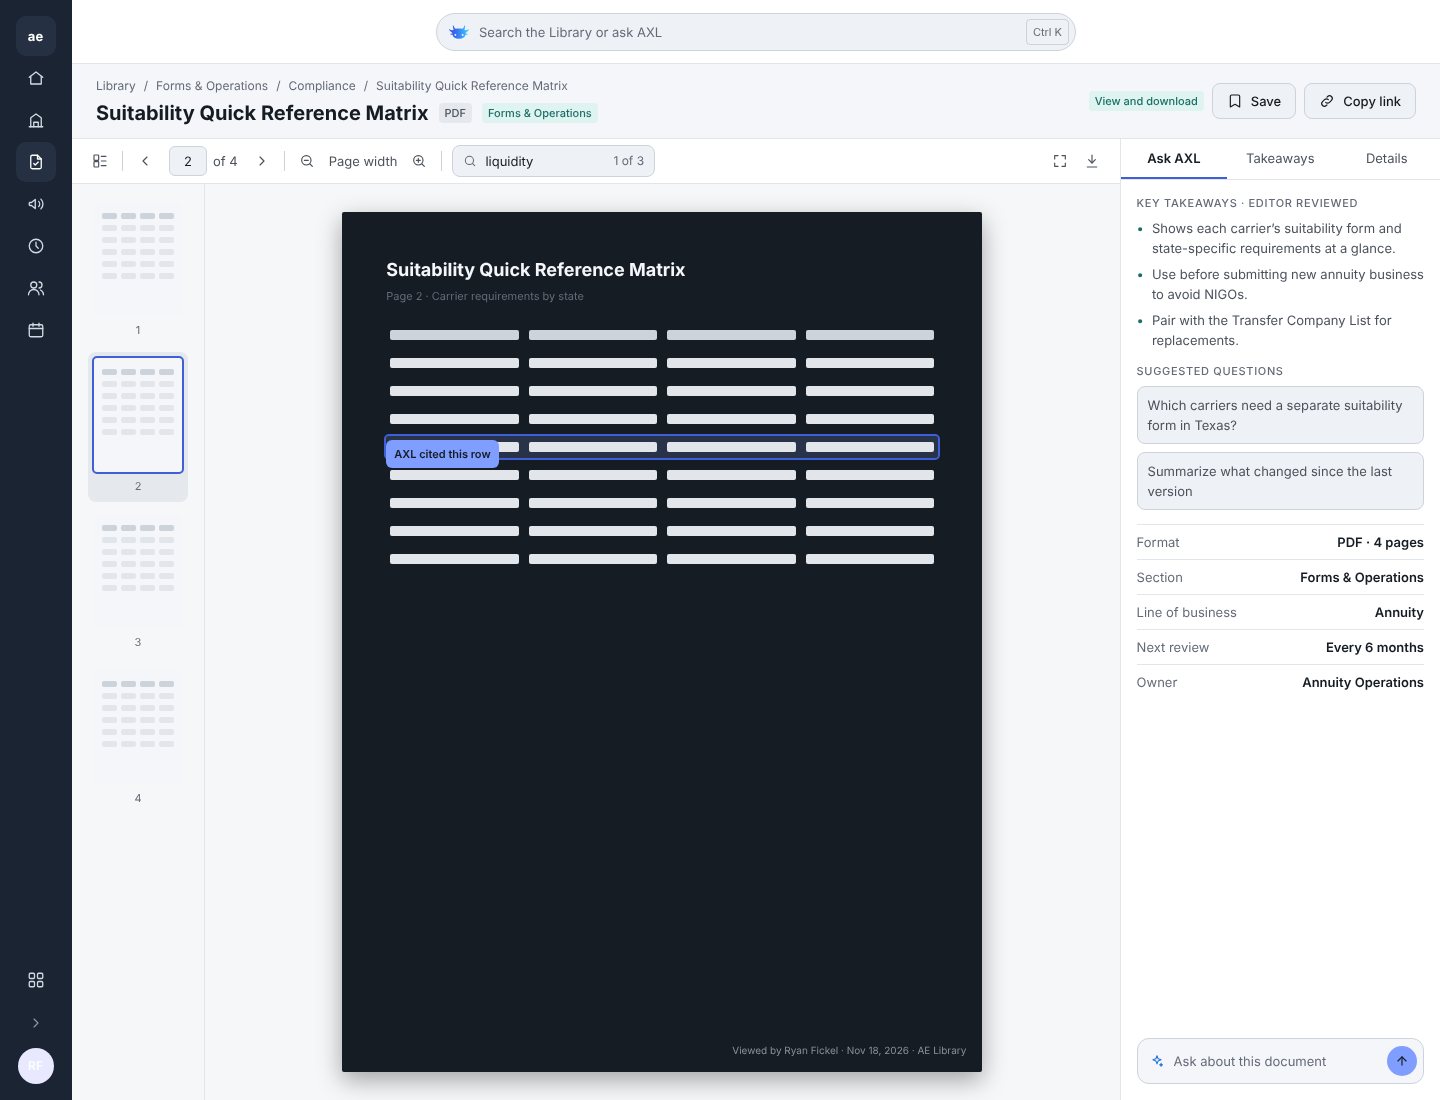 ae
Search the Library or ask AXL
Ctrl K
Library / Forms & Operations / Compliance / Suitability Quick Reference Matrix
Suitability Quick Reference Matrix
PDF
Forms & Operations
View and download
Save
Copy link
2 of 4
Page width
liquidity
1 of 3
Ask AXL
Takeaways
Details
1
2
3
4
Suitability Quick Reference Matrix
Page 2 · Carrier requirements by state
AXL cited this row
Viewed by Ryan Fickel · Nov 18, 2026 · AE Library
KEY TAKEAWAYS · EDITOR REVIEWED
• Shows each carrier’s suitability form and
state-specific requirements at a glance.
• Use before submitting new annuity business
to avoid NIGOs.
• Pair with the Transfer Company List for
replacements.
SUGGESTED QUESTIONS
Which carriers need a separate suitability
form in Texas?
Summarize what changed since the last
version
Format PDF · 4 pages
Section Forms & Operations
Line of business Annuity
Next review Every 6 months
Owner Annuity Operations
Ask about this document
RF